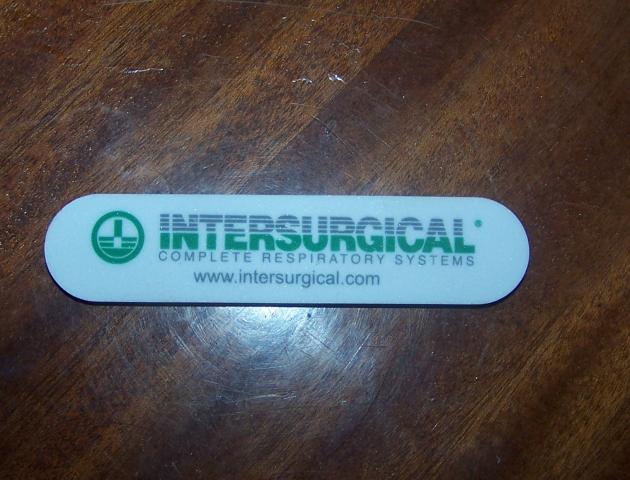 INTERSURGICAL
COMPLETE RESPIRATORY SYSTEMS
www.intersurgical.com